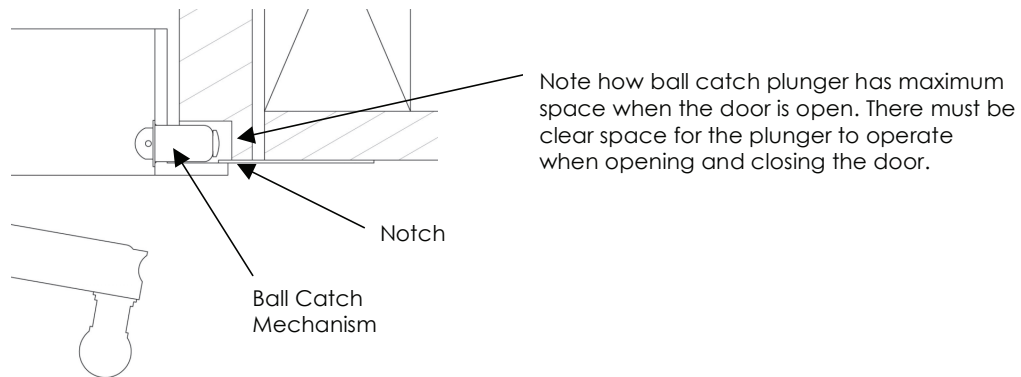 Note how ball catch plunger has maximum
space when the door is open. There must be
clear space for the plunger to operate
when opening and closing the door.
Notch
Ball Catch
Mechanism